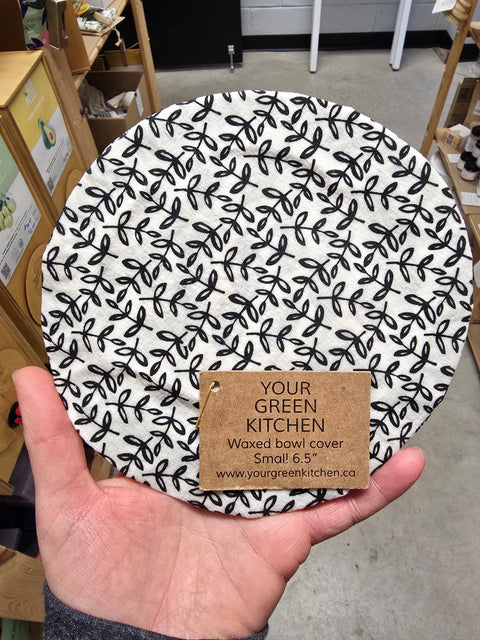 YOUR
GREEN
KITCHEN
Waxed bowl cover
Small 6.5"
www.yourgreenkitchen.ca